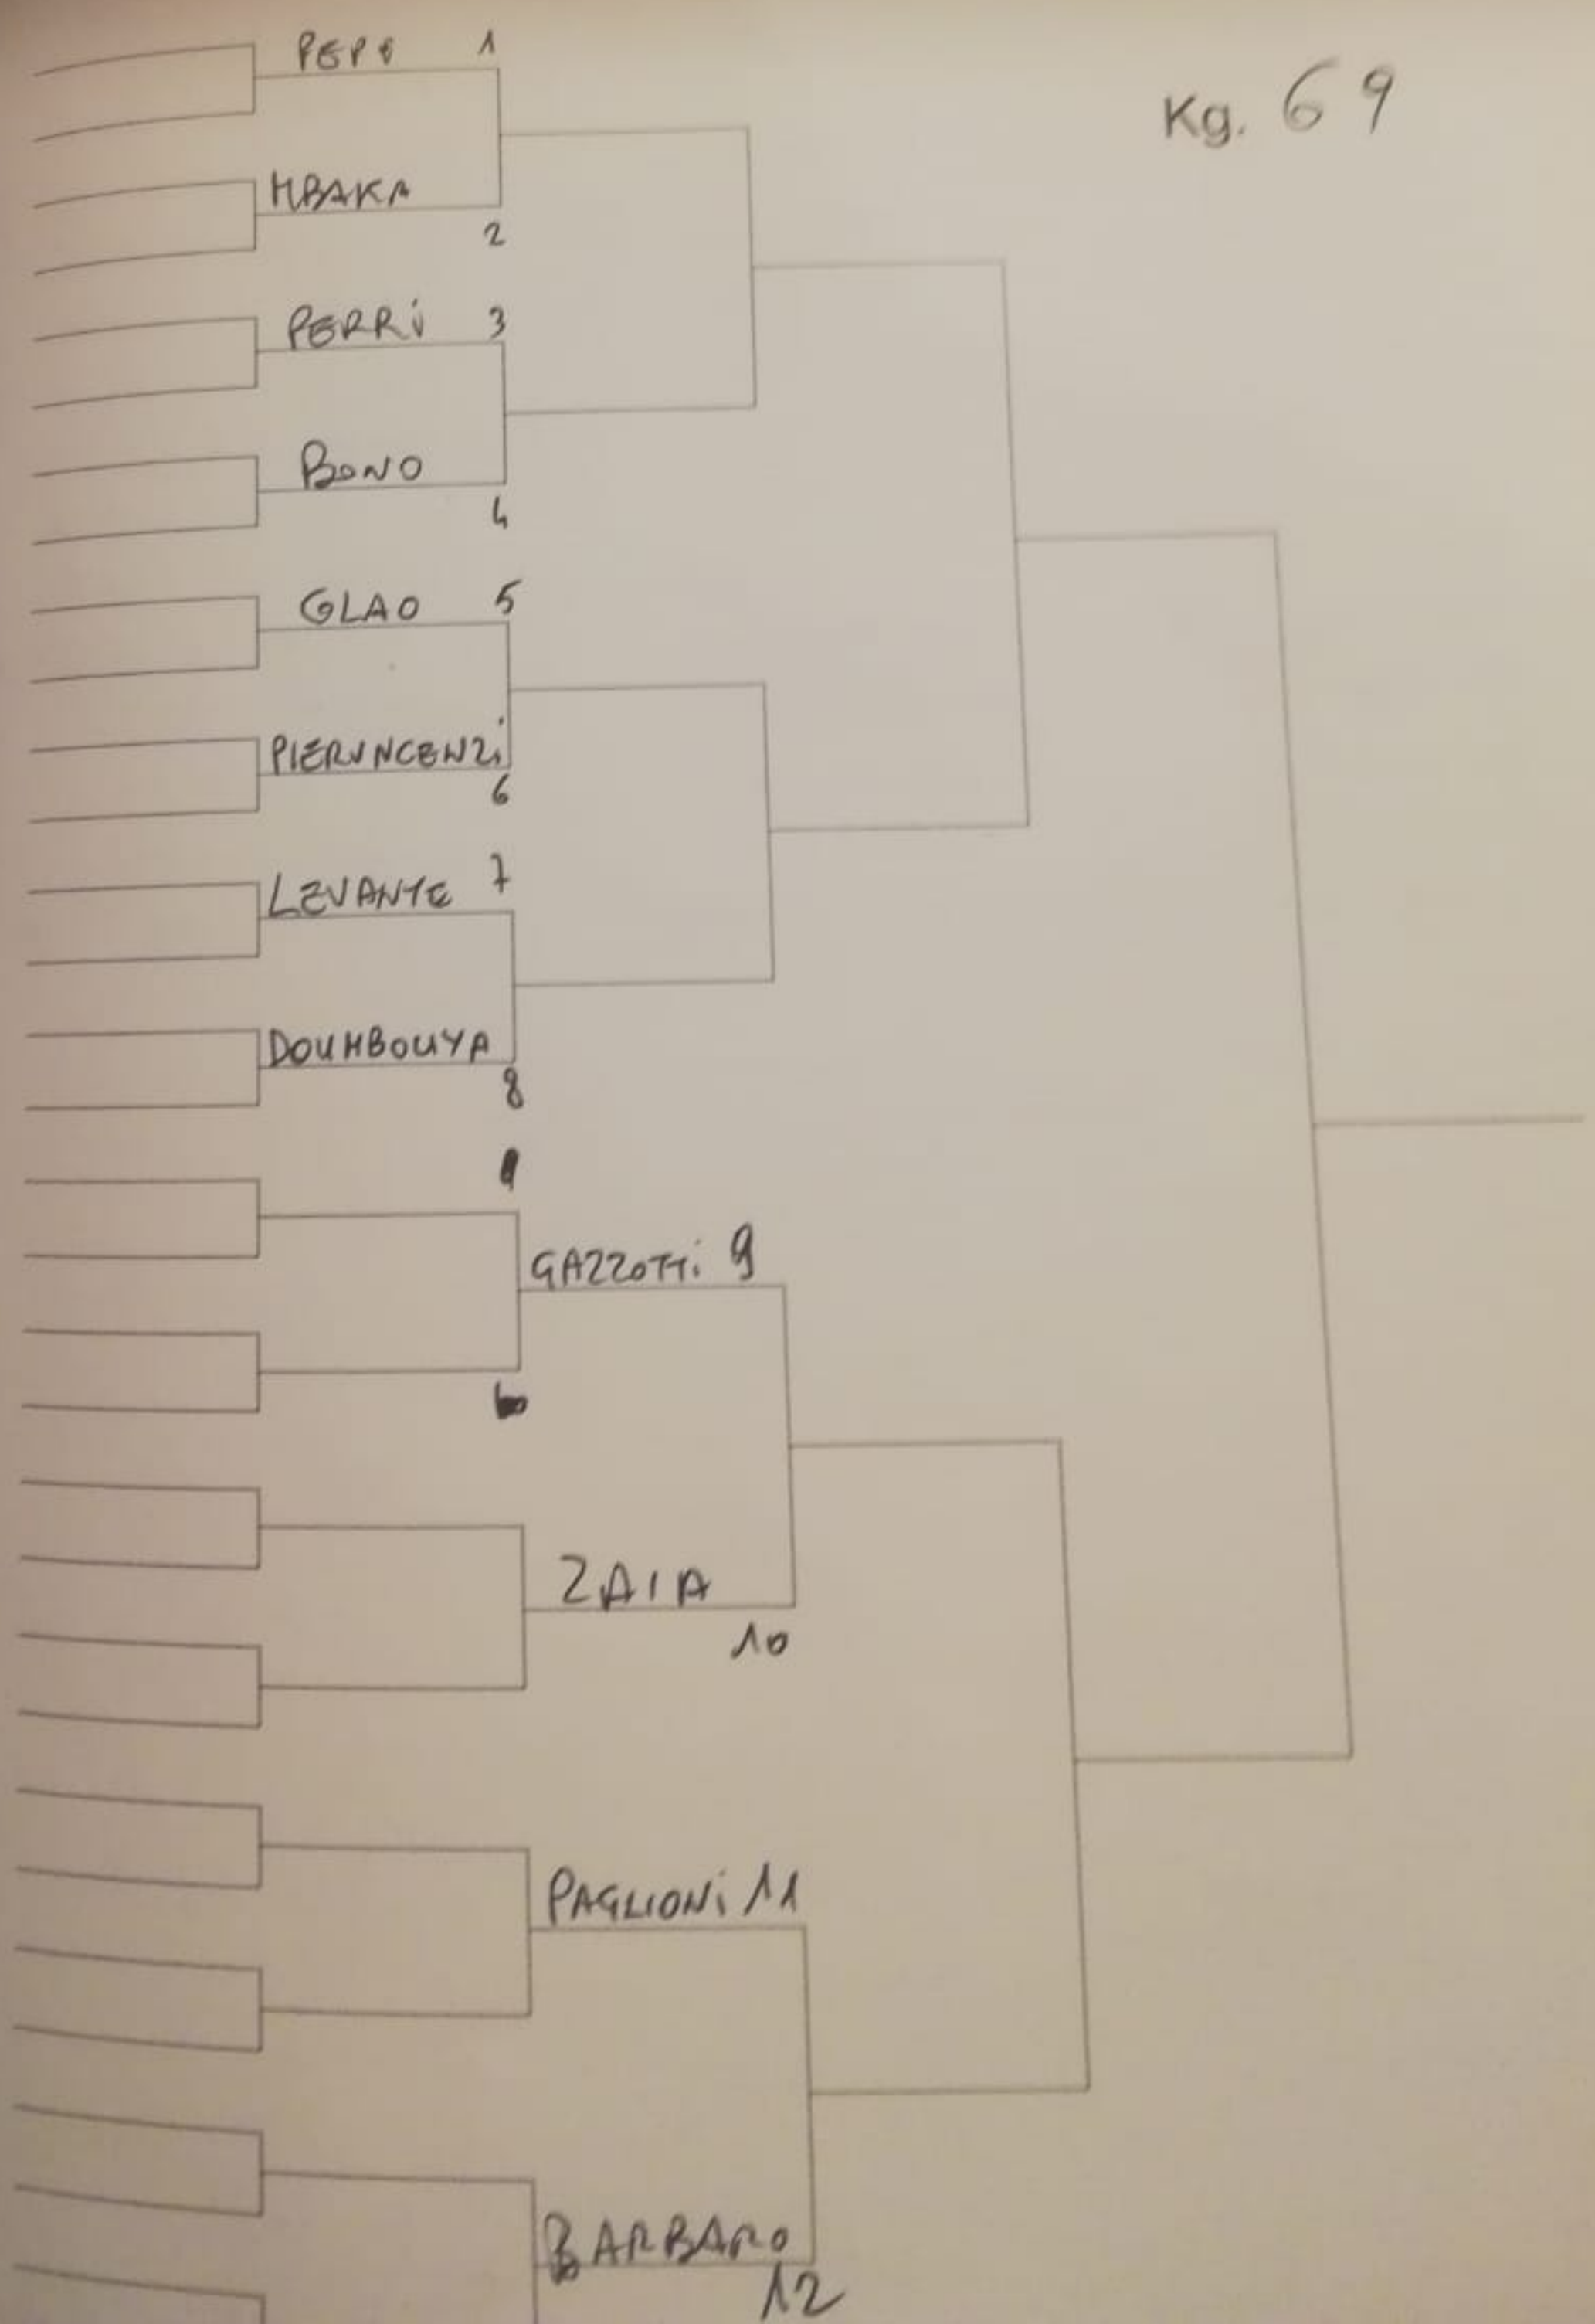 PEPE 1
Kg. 69
MBAKA
2
PERRi 3
BONO
4
GLAO 5
PIERVNCENZi
6
LEVANTE 7
DOUMBOUYA
8
GAZZOTTi 9
ZAIA
10
PAGLIONi 11
BARBARO
12